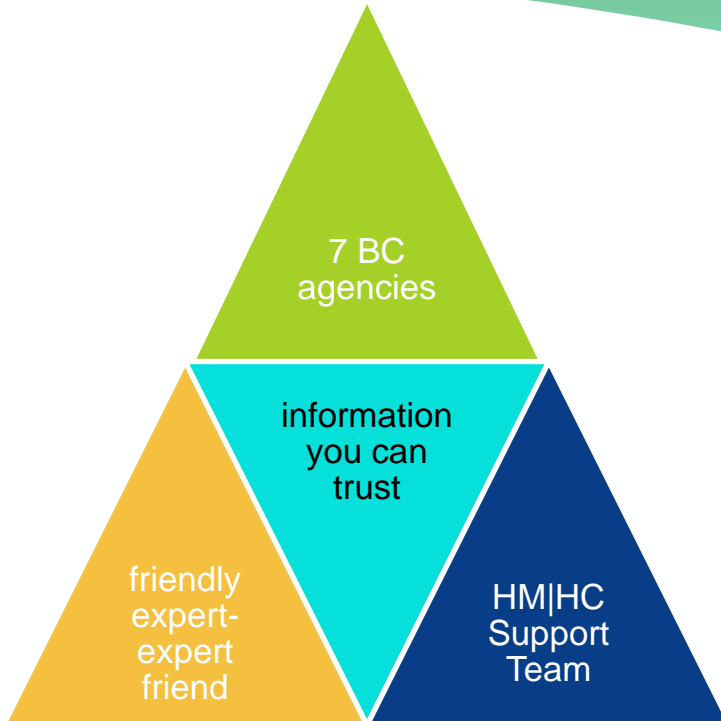 7 BC
agencies
information
you can
trust
friendly
expert-
expert
friend
HM|HC
Support
Team